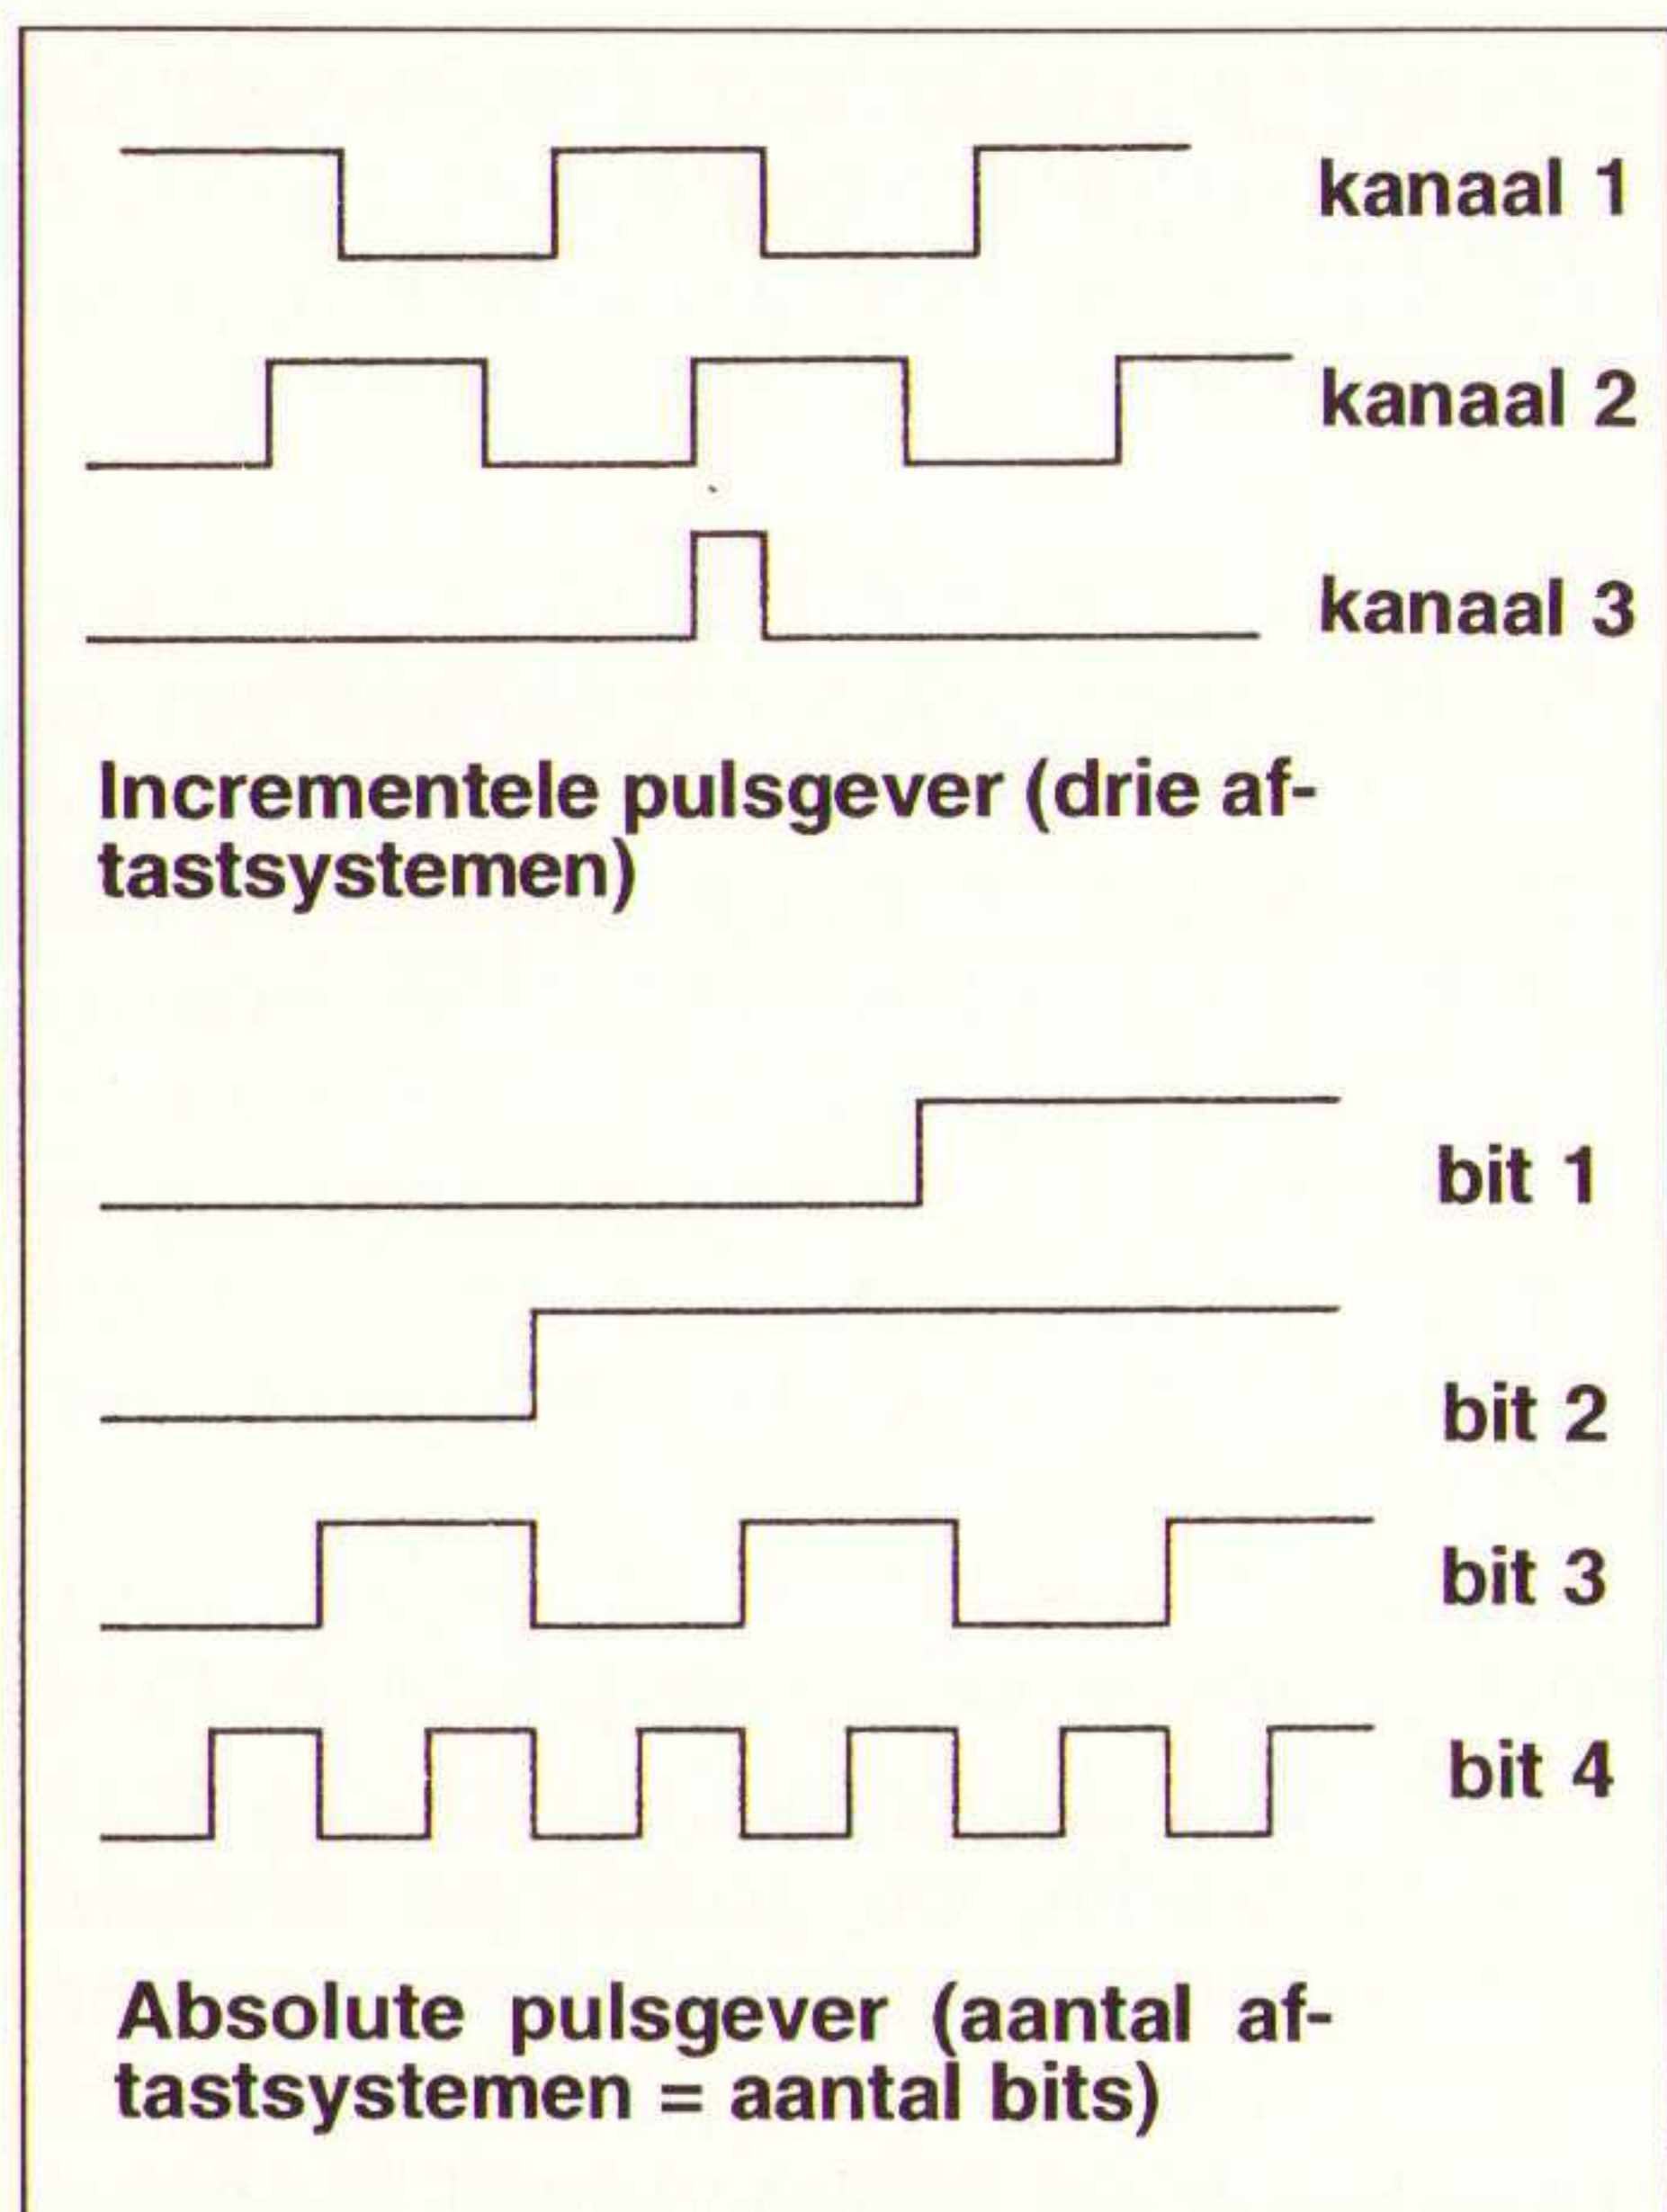 kanaal 1
kanaal 2
kanaal 3
Incrementele pulsgever (drie af-
tastsystemen)
bit 1
bit 2
bit 3
bit 4
Absolute pulsgever (aantal af-
tastsystemen = aantal bits)